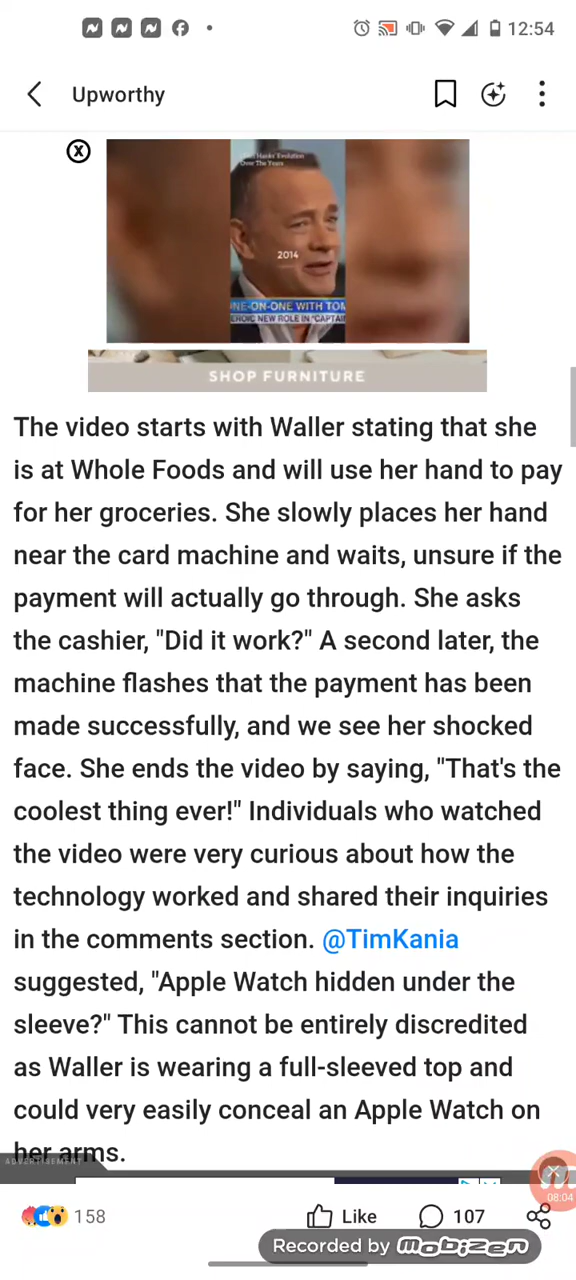 12:54
Upworthy
Hanks' Evolution
Over The Years
2014
NE-ON-ONE WITH TOM
EROIC NEW ROLE IN "CAPTAI
SHOP FURNITURE
The video starts with Waller stating that she
is at Whole Foods and will use her hand to pay
for her groceries. She slowly places her hand
near the card machine and waits, unsure if the
payment will actually go through. She asks
the cashier, "Did it work?" A second later, the
machine flashes that the payment has been
made successfully, and we see her shocked
face. She ends the video by saying, "That's the
coolest thing ever!" Individuals who watched
the video were very curious about how the
technology worked and shared their inquiries
in the comments section. @TimKania
suggested, "Apple Watch hidden under the
sleeve?" This cannot be entirely discredited
as Waller is wearing a full-sleeved top and
could very easily conceal an Apple Watch on
her arms.
ADVERTISEMENT
08:04
158
Like
107
Recorded by mobizen